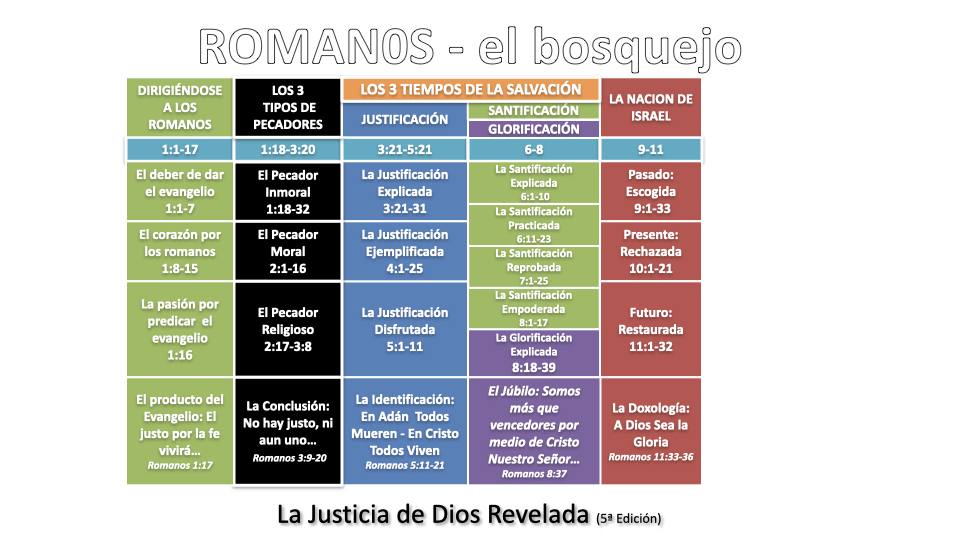 ROMAN0S - el bosquejo
DIRIGIÉNDOSE
A LOS
ROMANOS
LOS 3
TIPOS DE
PECADORES
LOS 3 TIEMPOS DE LA SALVACIÓN
JUSTIFICACIÓN
SANTIFICACIÓN
GLORIFICACIÓN
LA NACION DE
ISRAEL
1:1-17
1:18-3:20
3:21-5:21
6-8
9-11
El deber de dar
el evangelio
1:1-7
El corazón por
los romanos
1:8-15
La pasión por
predicar el
evangelio
1:16
El producto del
Evangelio: El
justo por la fe
vivirá…
Romanos 1:17
El Pecador
Inmoral
1:18-32
El Pecador
Moral
2:1-16
El Pecador
Religioso
2:17-3:8
La Conclusión:
No hay justo, ni
aun uno…
Romanos 3:9-20
La Justificación
Explicada
3:21-31
La Justificación
Ejemplificada
4:1-25
La Justificación
Disfrutada
5:1-11
La Identificación:
En Adán Todos
Mueren - En Cristo
Todos Viven
Romanos 5:11-21
La Santificación
Explicada
6:1-10
La Santificación
Practicada
6:11-23
La Santificación
Reprobada
7:1-25
La Santificación
Empoderada
8:1-17
La Glorificación
Explicada
8:18-39
El Júbilo: Somos
más que
vencedores por
medio de Cristo
Nuestro Señor…
Romanos 8:37
Pasado:
Escogida
9:1-33
Presente:
Rechazada
10:1-21
Futuro:
Restaurada
11:1-32
La Doxología:
A Dios Sea la
Gloria
Romanos 11:33-36
La Justicia de Dios Revelada (5ª Edición)